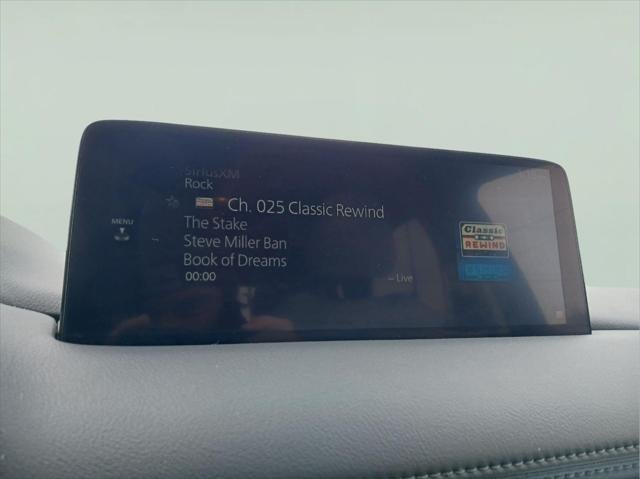 SiriusXM
Rock
Ch. 025 Classic Rewind
MENU
The Stake
Steve Miller Ban
Book of Dreams
00:00
Live
Classic
REWIND